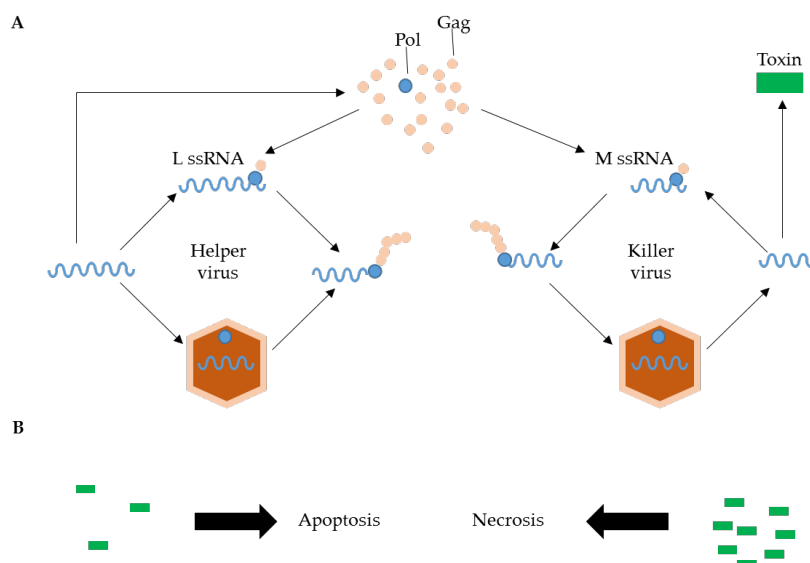 A
Gag
Pol
Toxin
L ssRNA
M ssRNA
Helper
virus
Killer
virus
B
Apoptosis
Necrosis